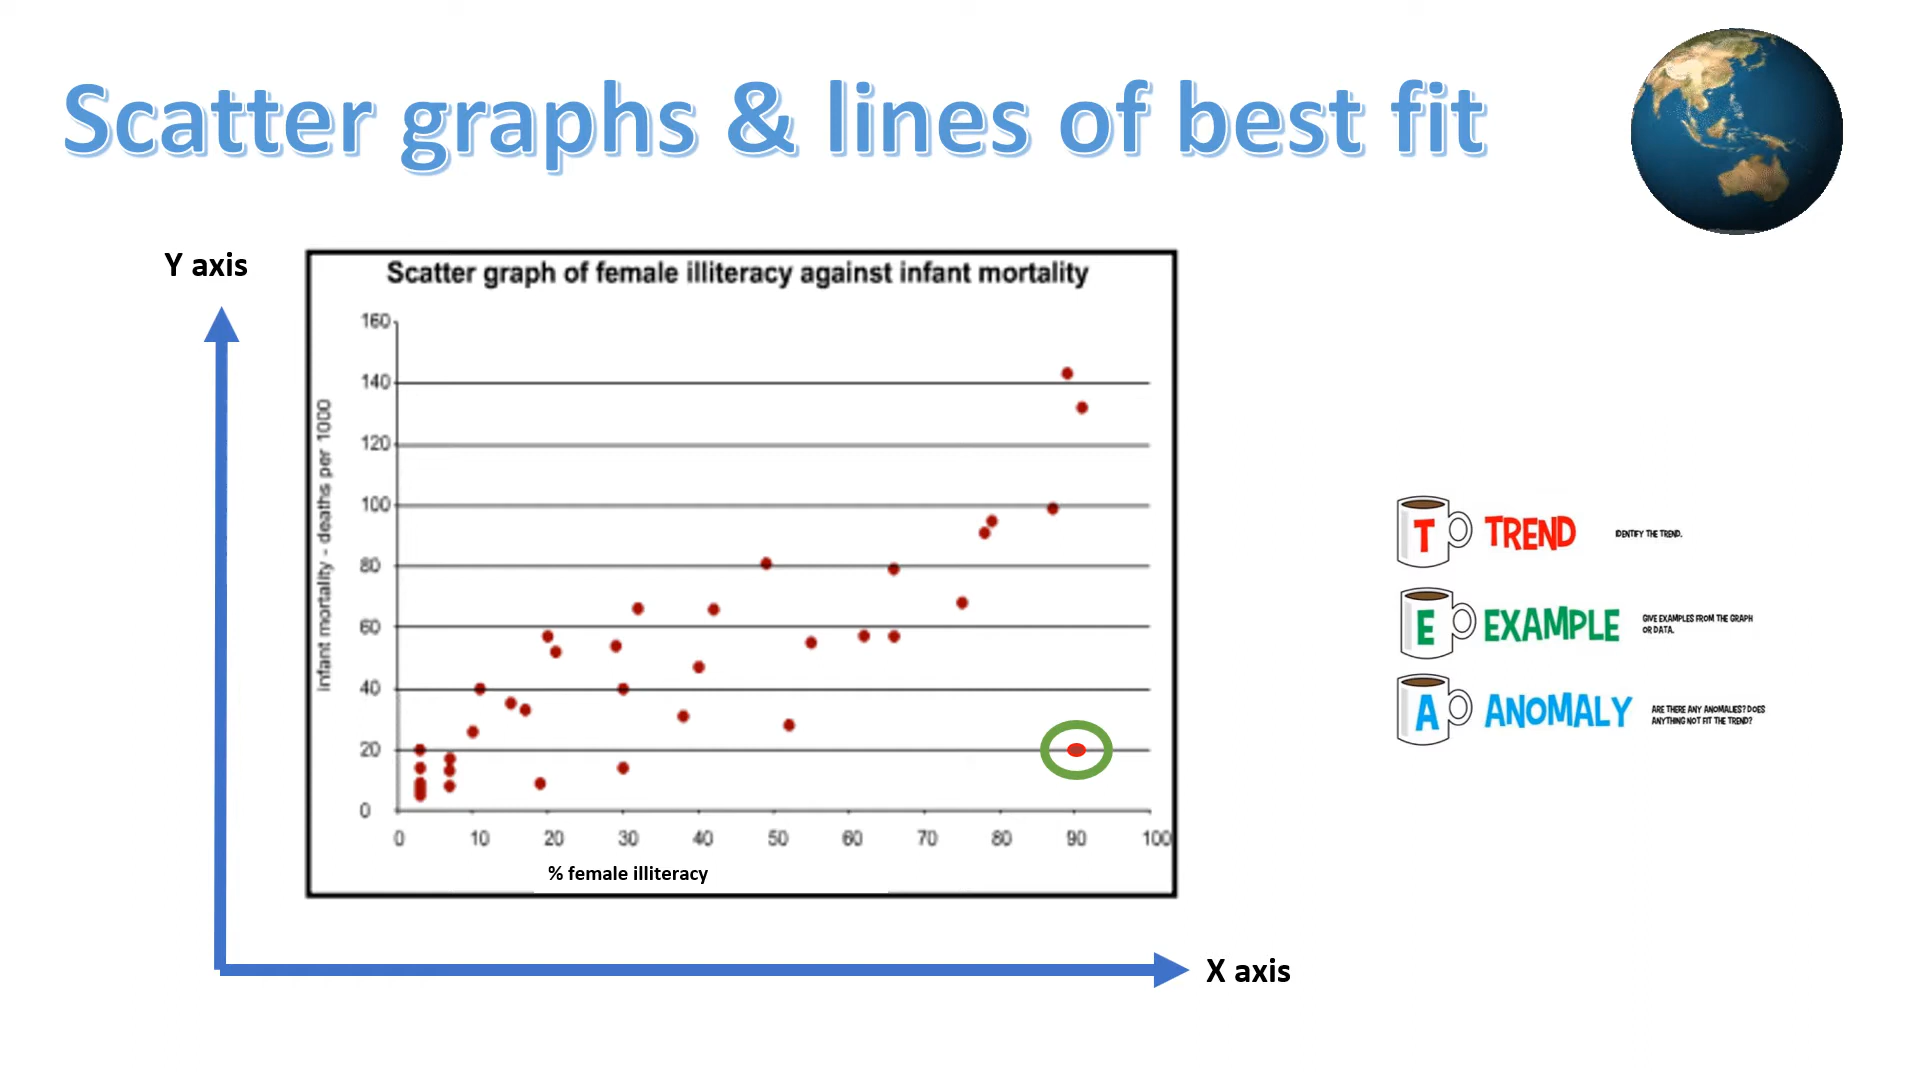 Scatter graphs & lines of best fit
Y axis
Scatter graph of female illiteracy against infant mortality
infant mortality - deaths per 1000
160
140
120
100
80
60
40
20
0
0 10 20 30 40 50 60 70 80 90 100
% female illiteracy
X axis
T TREND IDENTIFY THE TREND.
E EXAMPLE GIVE EXAMPLES FROM THE GRAPH
OR DATA.
A ANOMALY ARE THERE ANY ANOMALIES? DOES
ANYTHING NOT FIT THE TREND?